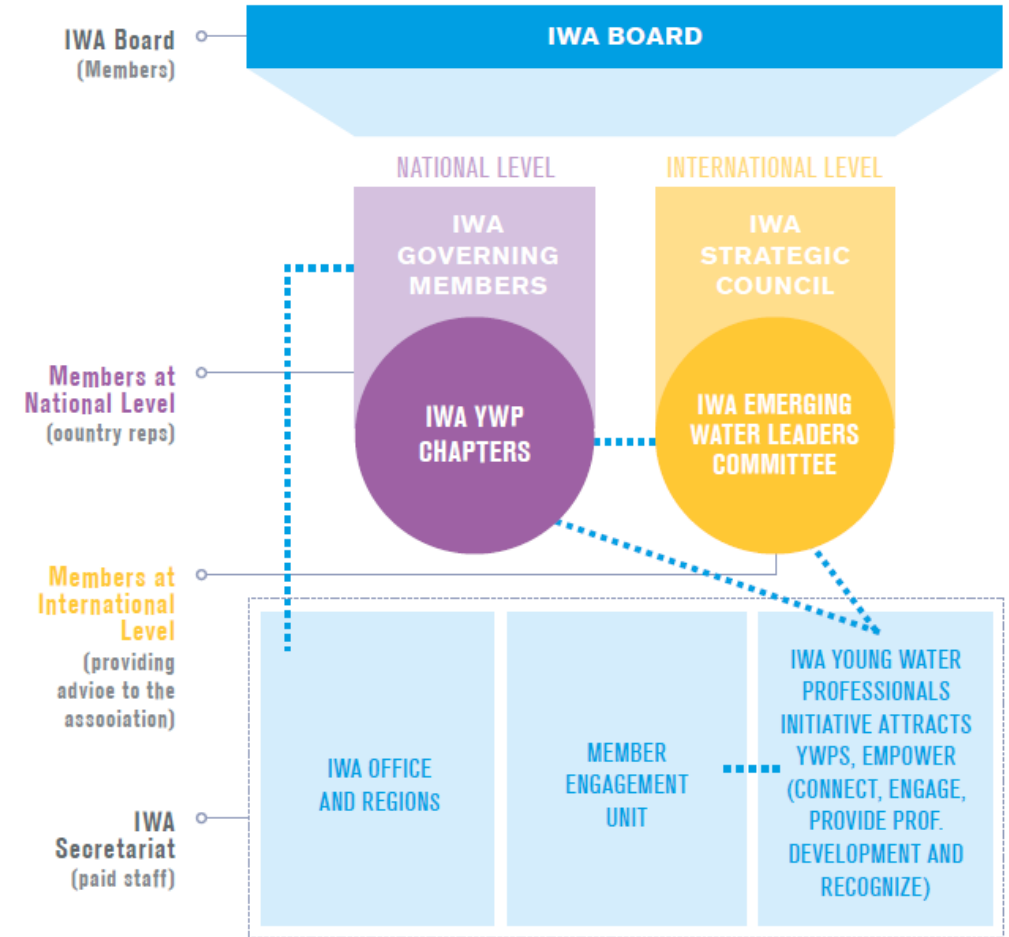 IWA Board
(Members)
IWA BOARD
NATIONAL LEVEL
INTERNATIONAL LEVEL
IWA
GOVERNING
MEMBERS
IWA
STRATEGIC
COUNCIL
Members at
National Level
(oountry reps)
IWA YWP
CHAPTERS
IWA EMERGING
WATER LEADERS
COMMITTEE
Members at
International
Level
(providing
advioe to the
assooiation)
IWA
Seoretariat
(paid staff)
IWA OFFICE
AND REGIONS
MEMBER
ENGAGEMENT
UNIT
IWA YOUNG WATER
PROFESSIONALS
INITIATIVE ATTRACTS
YWPS, EMPOWER
(CONNECT, ENGAGE,
PROVIDE PROF.
DEVELOPMENT AND
RECOGNIZE)